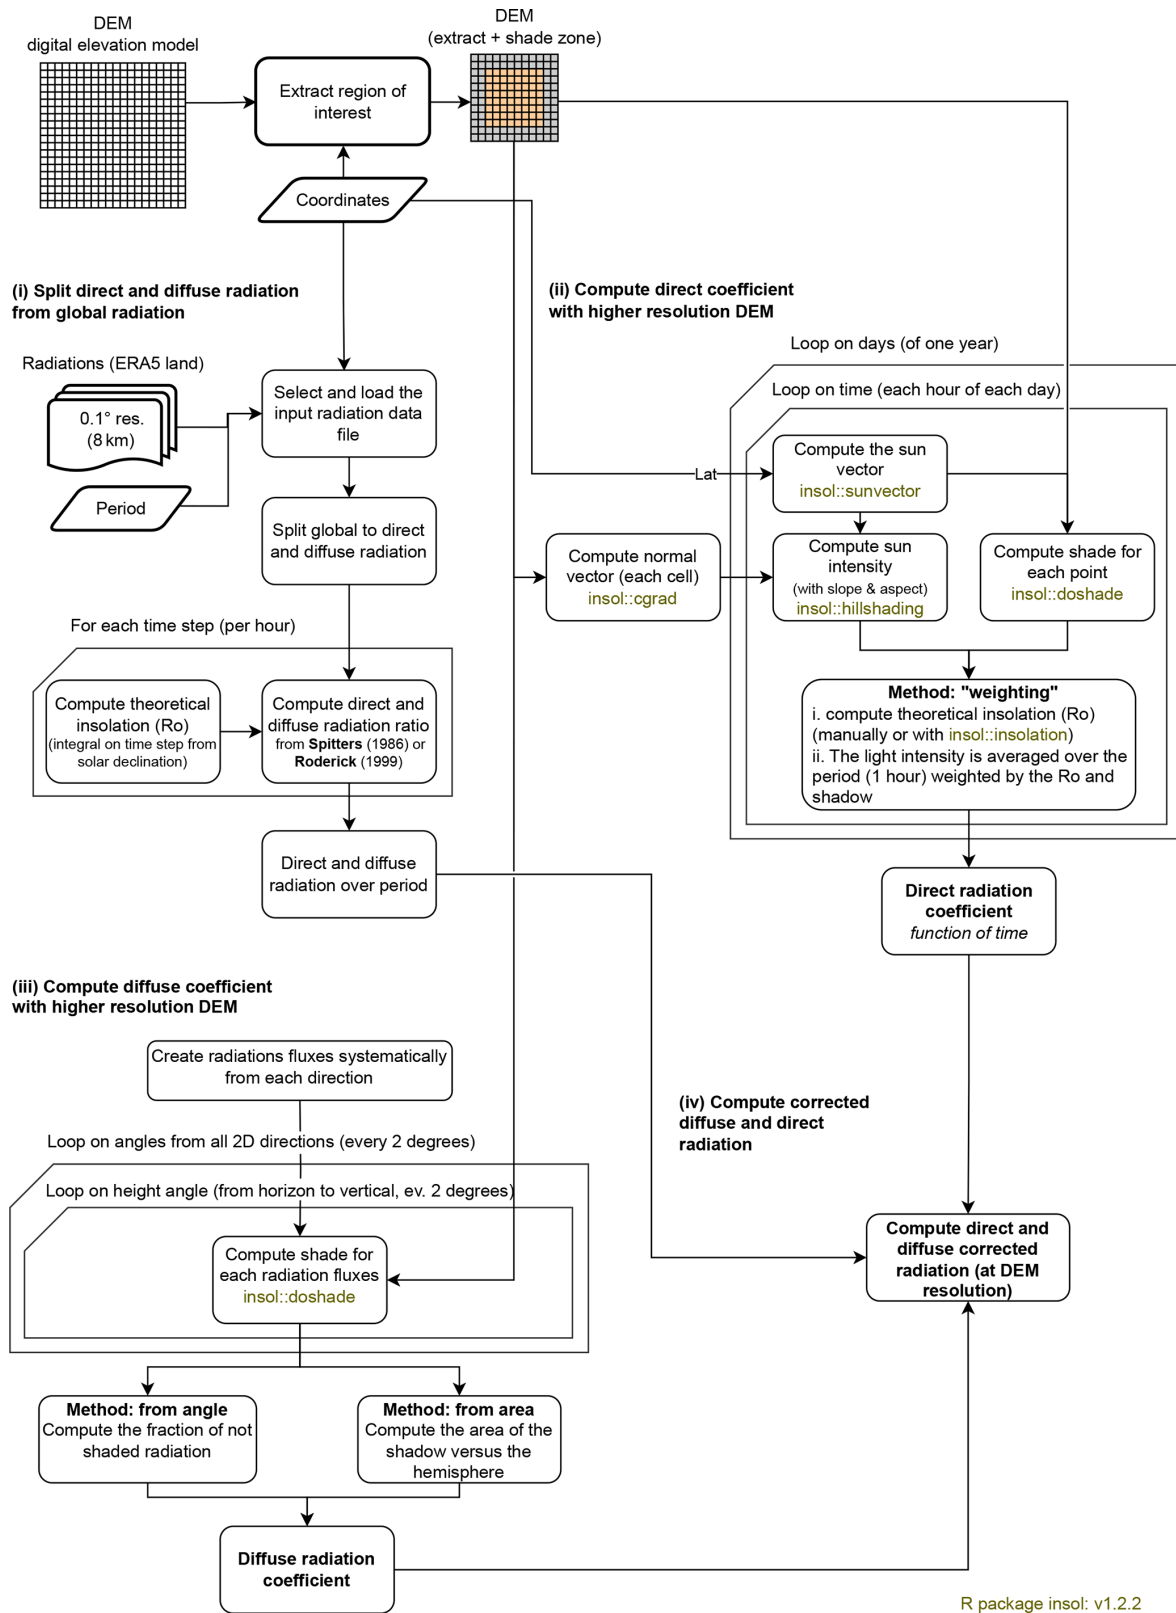 DEM
digital elevation model
DEM
(extract + shade zone)
Extract region of
interest
Coordinates
(i) Split direct and diffuse radiation
from global radiation
(ii) Compute direct coefficient
with higher resolution DEM
Radiations (ERA5 land)
0.1° res.
(8 km)
Period
Select and load the
input radiation data
file
Split global to direct
and diffuse radiation
For each time step (per hour)
Compute theoretical
insolation (Ro)
(integral on time step from
solar declination)
Compute direct and
diffuse radiation ratio
from Spitters (1986) or
Roderick (1999)
Direct and diffuse
radiation over period
Loop on days (of one year)
Loop on time (each hour of each day)
Lat
Compute the sun
vector
insol::sunvector
Compute normal
vector (each cell)
insol::cgrad
Compute sun
intensity
(with slope & aspect)
insol::hillshading
Compute shade for
each point
insol::doshade
Method: "weighting"
i. compute theoretical insolation (Ro)
(manually or with insol::insolation)
ii. The light intensity is averaged over the
period (1 hour) weighted by the Ro and
shadow
Direct radiation
coefficient
function of time
(iii) Compute diffuse coefficient
with higher resolution DEM
Create radiations fluxes systematically
from each direction
Loop on angles from all 2D directions (every 2 degrees)
Loop on height angle (from horizon to vertical, ev. 2 degrees)
Compute shade for
each radiation fluxes
insol::doshade
Method: from angle
Compute the fraction of not
shaded radiation
Method: from area
Compute the area of the
shadow versus the
hemisphere
Diffuse radiation
coefficient
(iv) Compute corrected
diffuse and direct
radiation
Compute direct and
diffuse corrected
radiation (at DEM
resolution)
R package insol: v1.2.2